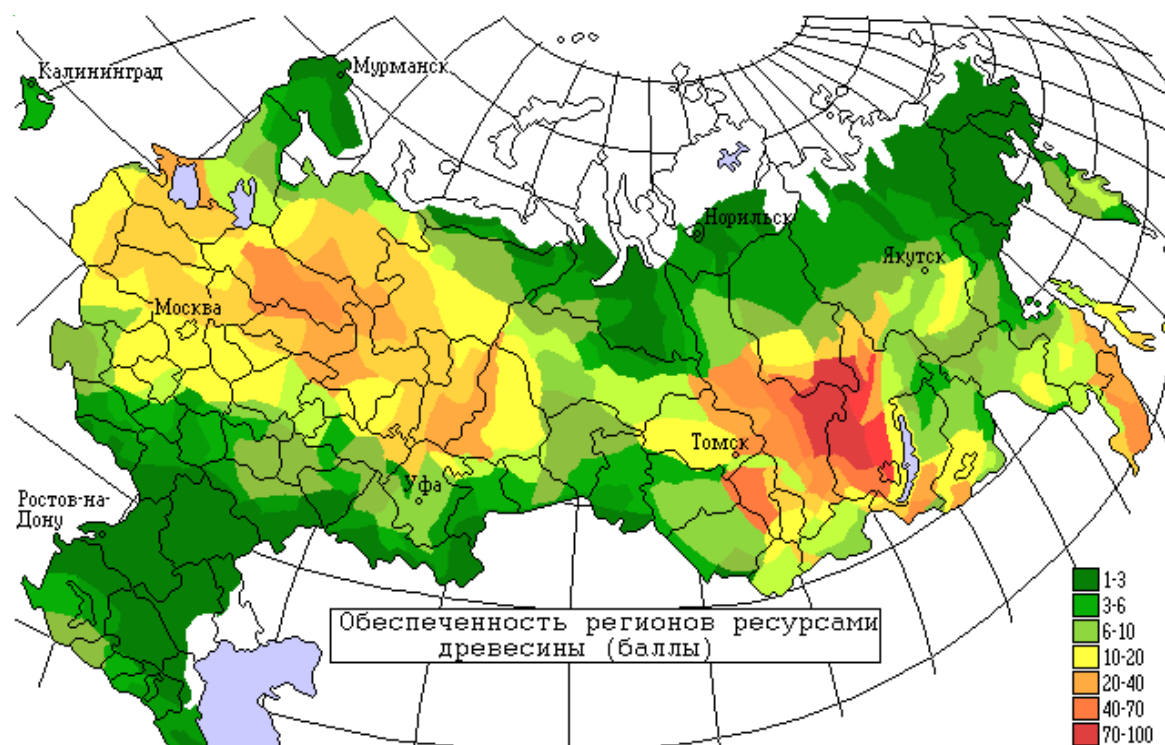 Калининград
Мурманск
Норильск
Якутск
Москва
Томск
Уфа
Ростов-на-
Дону
Обеспеченность регионов ресурсами
древесины (баллы)
1-3
3-6
6-10
10-20
20-40
40-70
70-100